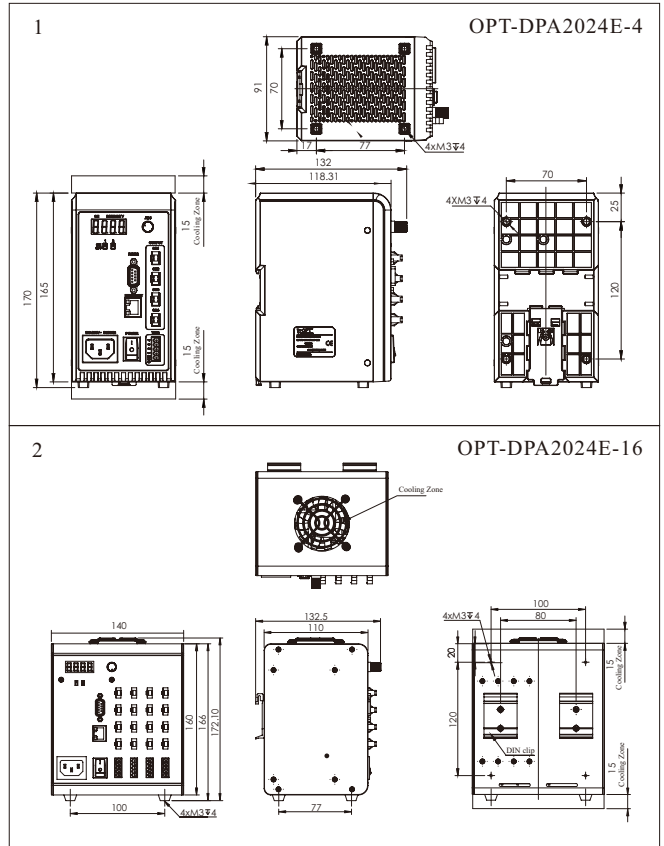 1
OPT-DPA2024E-4
91
70
17
77
4xM3↧4
132
118.31
15
Cooling Zone
170
165
15
Cooling Zone
4XM3↧4
70
25
120
2
OPT-DPA2024E-16
Cooling Zone
140
160
166
172.10
100
4xM3↧4
132.5
110
77
4xM3↧4
100
80
20
120
15
Cooling Zone
DIN clip
15
Cooling Zone